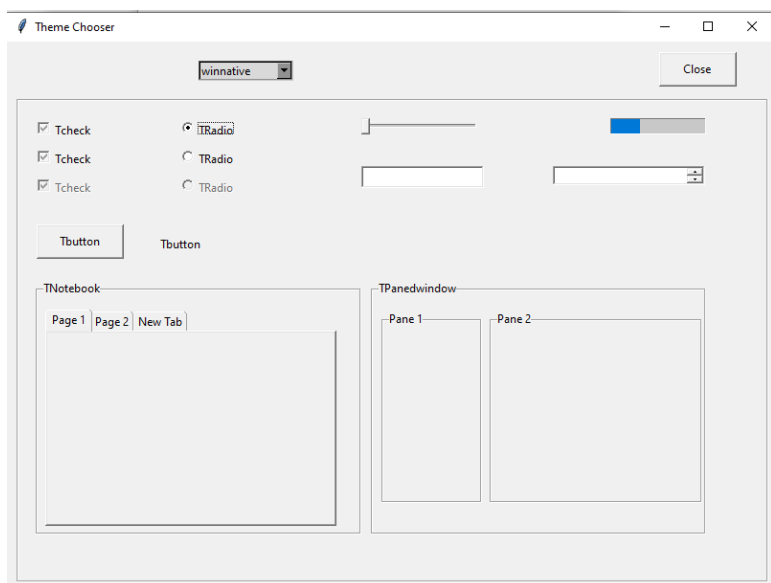 Theme Chooser
winnative
Close
Tcheck TRadio
Tcheck TRadio
Tcheck TRadio
Tbutton Tbutton
TNotebook TPanedwindow
Page 1 Page 2 New Tab Pane 1 Pane 2